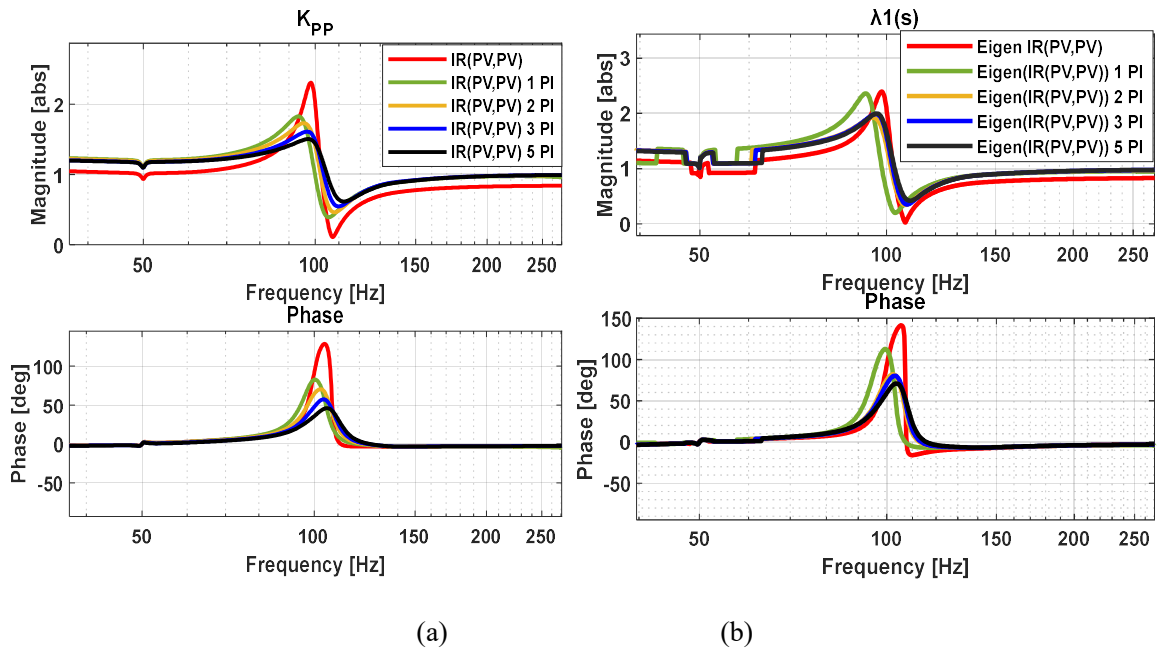 K_PP
Magnitude [abs]
2
1
0
IR(PV,PV)
IR(PV,PV) 1 PI
IR(PV,PV) 2 PI
IR(PV,PV) 3 PI
IR(PV,PV) 5 PI
50
100
150
200
250
Frequency [Hz]
Phase
Phase [deg]
100
50
0
-50
50
100
150
200
250
Frequency [Hz]
(a)
λ1(s)
Magnitude [abs]
3
2
1
0
Eigen IR(PV,PV)
Eigen(IR(PV,PV)) 1 PI
Eigen(IR(PV,PV)) 2 PI
Eigen(IR(PV,PV)) 3 PI
Eigen(IR(PV,PV)) 5 PI
50
100
150
200
250
Frequency [Hz]
Phase
Phase [deg]
150
100
50
0
-50
50
100
150
200
250
Frequency [Hz]
(b)